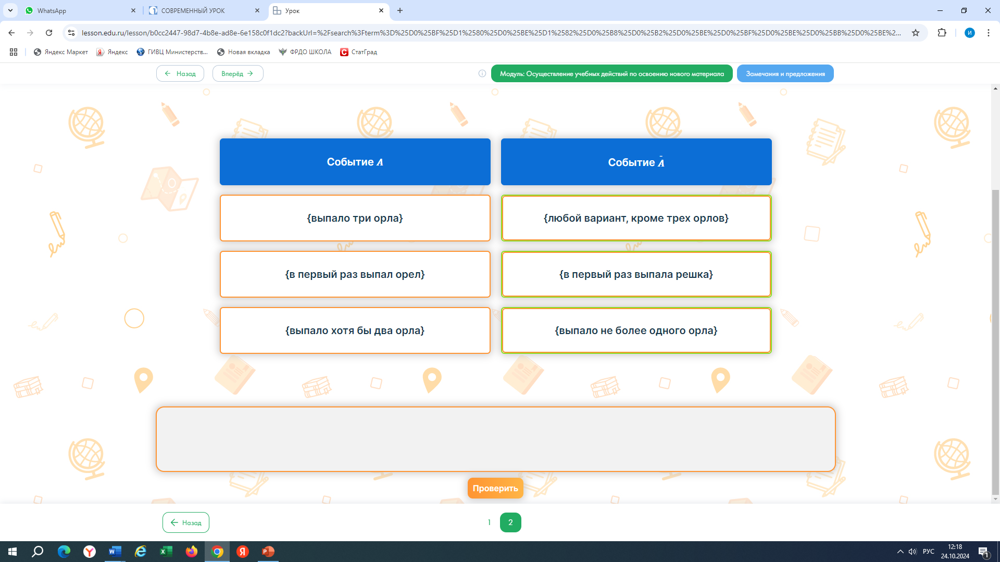 WhatsApp
СОВРЕМЕННЫЙ УРОК
Урок
lesson.edu.ru/lesson/b0cc2447-98d7-4b8e-ad8e-6e158c0f1dc2?backUrl=%2Fsearch%3Fterm%3D%25D0%25BF%25D1%2580%25D0%25BE%25D1%2582%25D0%25B8%25D0%25B2%25D0%25BE%25D0%25BF%25D0%25BE%25D0%25BB%25D0%25BE%2...
Яндекс Маркет
Яндекс
ГИВЦ Министерств...
Новая вкладка
ФРДО ШКОЛА
СтатГрад
Назад
Вперёд
Модуль: Осуществление учебных действий по освоению нового материала
Замечания и предложения
Событие A
Событие Ā
{выпало три орла}
{любой вариант, кроме трех орлов}
{в первый раз выпал орел}
{в первый раз выпала решка}
{выпало хотя бы два орла}
{выпало не более одного орла}
Проверить
Назад
1
2
РУС
12:18
24.10.2024
1